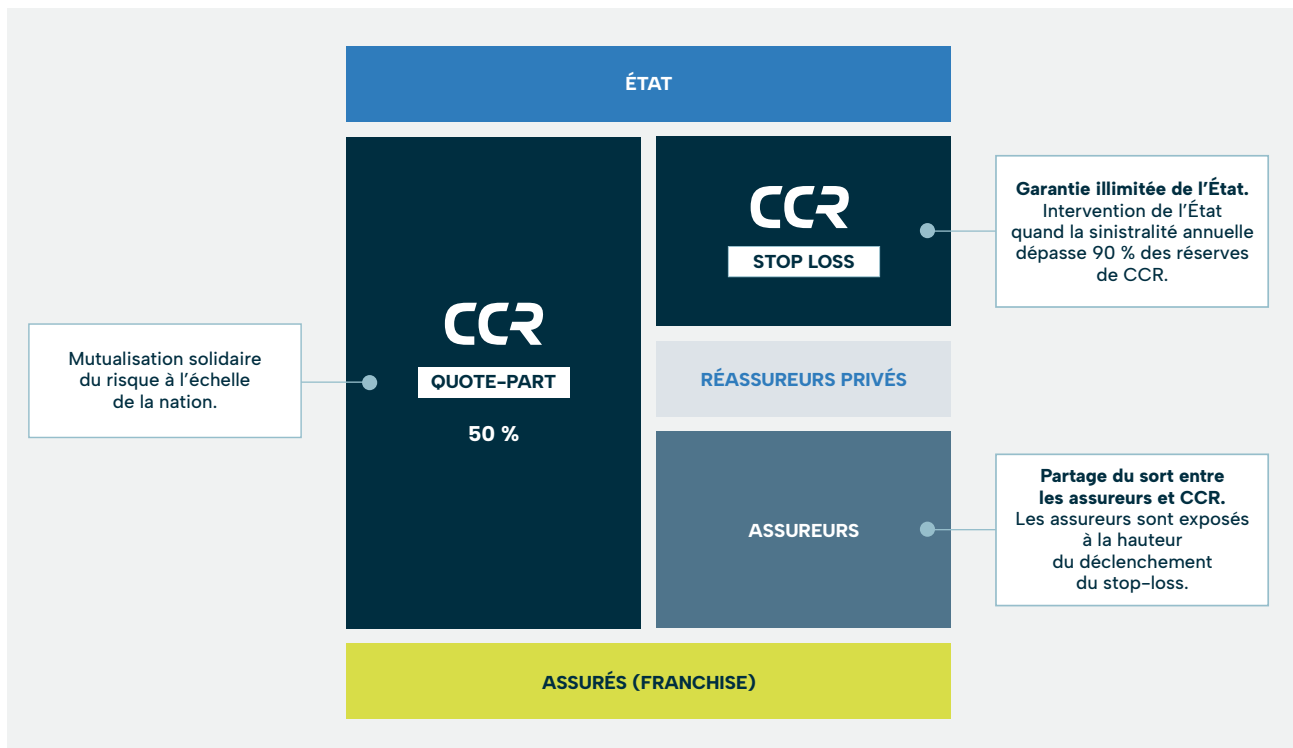 ÉTAT
CCR
STOP LOSS
Garantie illimitée de l’État.
Intervention de l’État
quand la sinistralité annuelle
dépasse 90 % des réserves
de CCR.
Mutualisation solidaire
du risque à l’échelle
de la nation.
CCR
QUOTE-PART
50 %
RÉASSUREURS PRIVÉS
ASSUREURS
Partage du sort entre
les assureurs et CCR.
Les assureurs sont exposés
à la hauteur
du déclenchement
du stop-loss.
ASSURÉS (FRANCHISE)